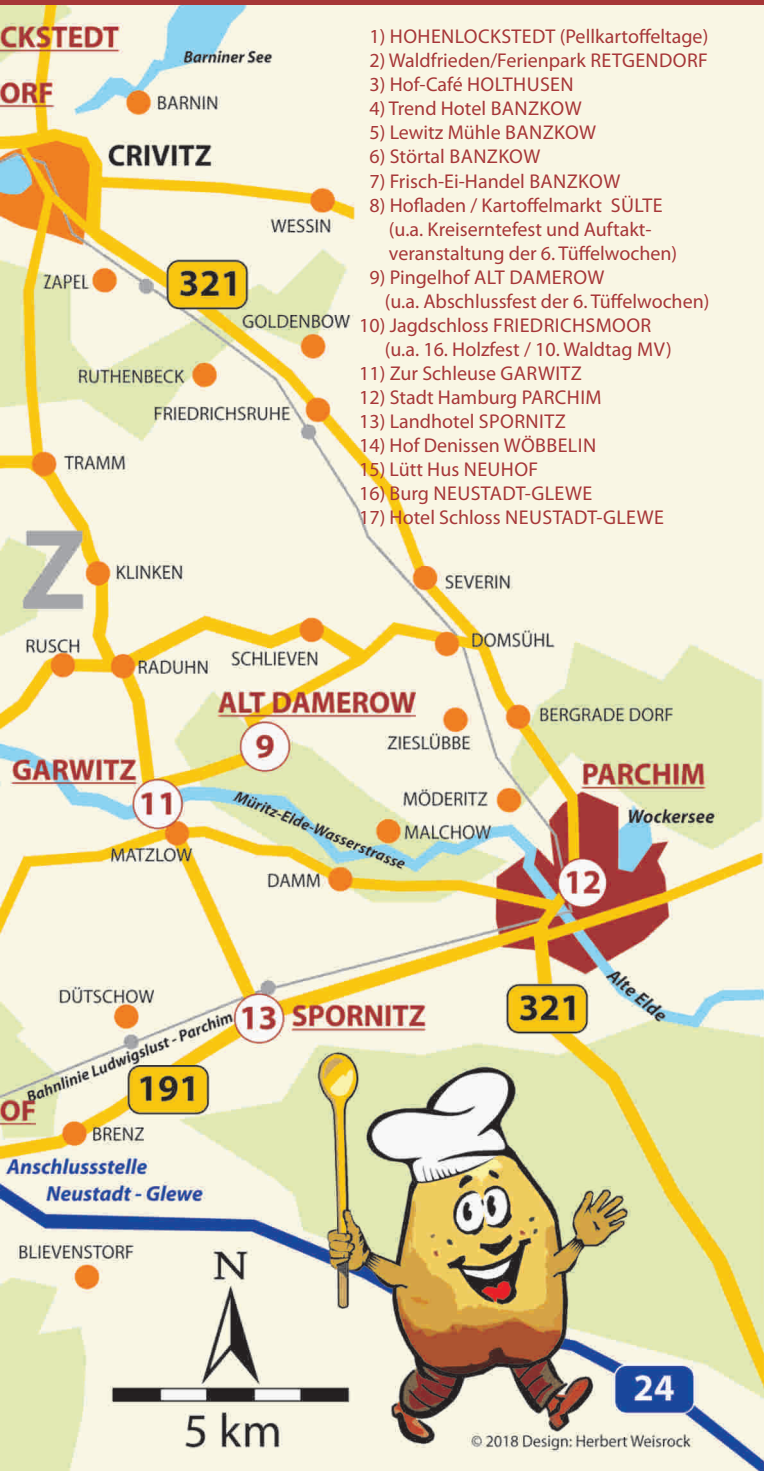 CKSTEDT
ORF
Barniner See
BARNIN
CRIVITZ
WESSIN
ZAPEL
321
GOLDENBOW
RUTHENBECK
FRIEDRICHSRUHE
TRAMM
Z
KLINKEN
SEVERIN
RUSCH
RADUHN
SCHLIEVEN
DOMSÜHL
ALT DAMEROW
9
ZIESLÜBBE
BERGRADE DORF
GARWITZ
11
PARCHIM
MÖDERITZ
Wockersee
Müritz-Elde-Wasserstrasse
MALCHOW
MATZLOW
DAMM
12
DÜTSCHOW
13 SPORNITZ
321
Alte Elde
Bahnlinie Ludwigslust - Parchim
191
OF
BRENZ
Anschlussstelle
Neustadt - Glewe
BLIEVENSTORF
N
5 km
24
1) HOHENLOCKSTEDT (Pellkartoffeltage)
2) Waldfrieden/Ferienpark RETGENDORF
3) Hof-Café HOLTHUSEN
4) Trend Hotel BANZKOW
5) Lewitz Mühle BANZKOW
6) Störtal BANZKOW
7) Frisch-Ei-Handel BANZKOW
8) Hofladen / Kartoffelmarkt SÜLTE
(u.a. Kreiserntefest und Auftakt-
veranstaltung der 6. Tüffelwochen)
9) Pingelhof ALT DAMEROW
(u.a. Abschlussfest der 6. Tüffelwochen)
10) Jagdschloss FRIEDRICHSMOOR
(u.a. 16. Holzfest / 10. Waldtag MV)
11) Zur Schleuse GARWITZ
12) Stadt Hamburg PARCHIM
13) Landhotel SPORNITZ
14) Hof Denissen WÖBBELIN
15) Lütt Hus NEUHOF
16) Burg NEUSTADT-GLEWE
17) Hotel Schloss NEUSTADT-GLEWE
© 2018 Design: Herbert Weisrock